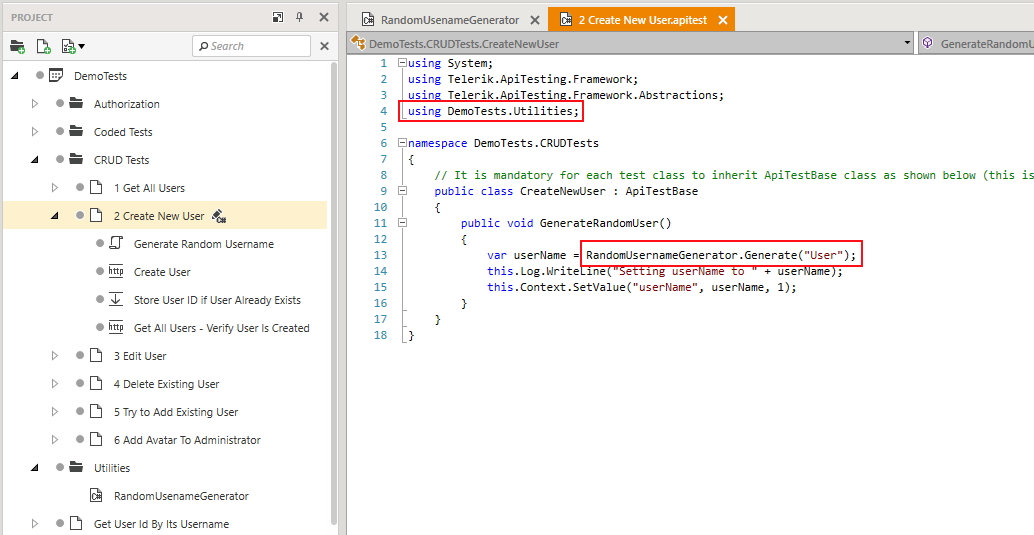 PROJECT
Search
DemoTests
Authorization
Coded Tests
CRUD Tests
1 Get All Users
2 Create New User
Generate Random Username
http Create User
Store User ID if User Already Exists
http Get All Users - Verify User Is Created
3 Edit User
4 Delete Existing User
5 Try to Add Existing User
6 Add Avatar To Administrator
Utilities
C# RandomUsenameGenerator
Get User Id By Its Username
C# RandomUsenameGenerator
C# 2 Create New User.apitest
DemoTests.CRUDTests.CreateNewUser
GenerateRandomU
1 using System;
2 using Telerik.ApiTesting.Framework;
3 using Telerik.ApiTesting.Framework.Abstractions;
4 using DemoTests.Utilities;
5
6 namespace DemoTests.CRUDTests
7 {
8 // It is mandatory for each test class to inherit ApiTestBase class as shown below (this is
9 public class CreateNewUser : ApiTestBase
10 {
11 public void GenerateRandomUser()
12 {
13 var userName = RandomUsernameGenerator.Generate("User");
14 this.Log.WriteLine("Setting userName to " + userName);
15 this.Context.SetValue("userName", userName, 1);
16 }
17 }
18 }